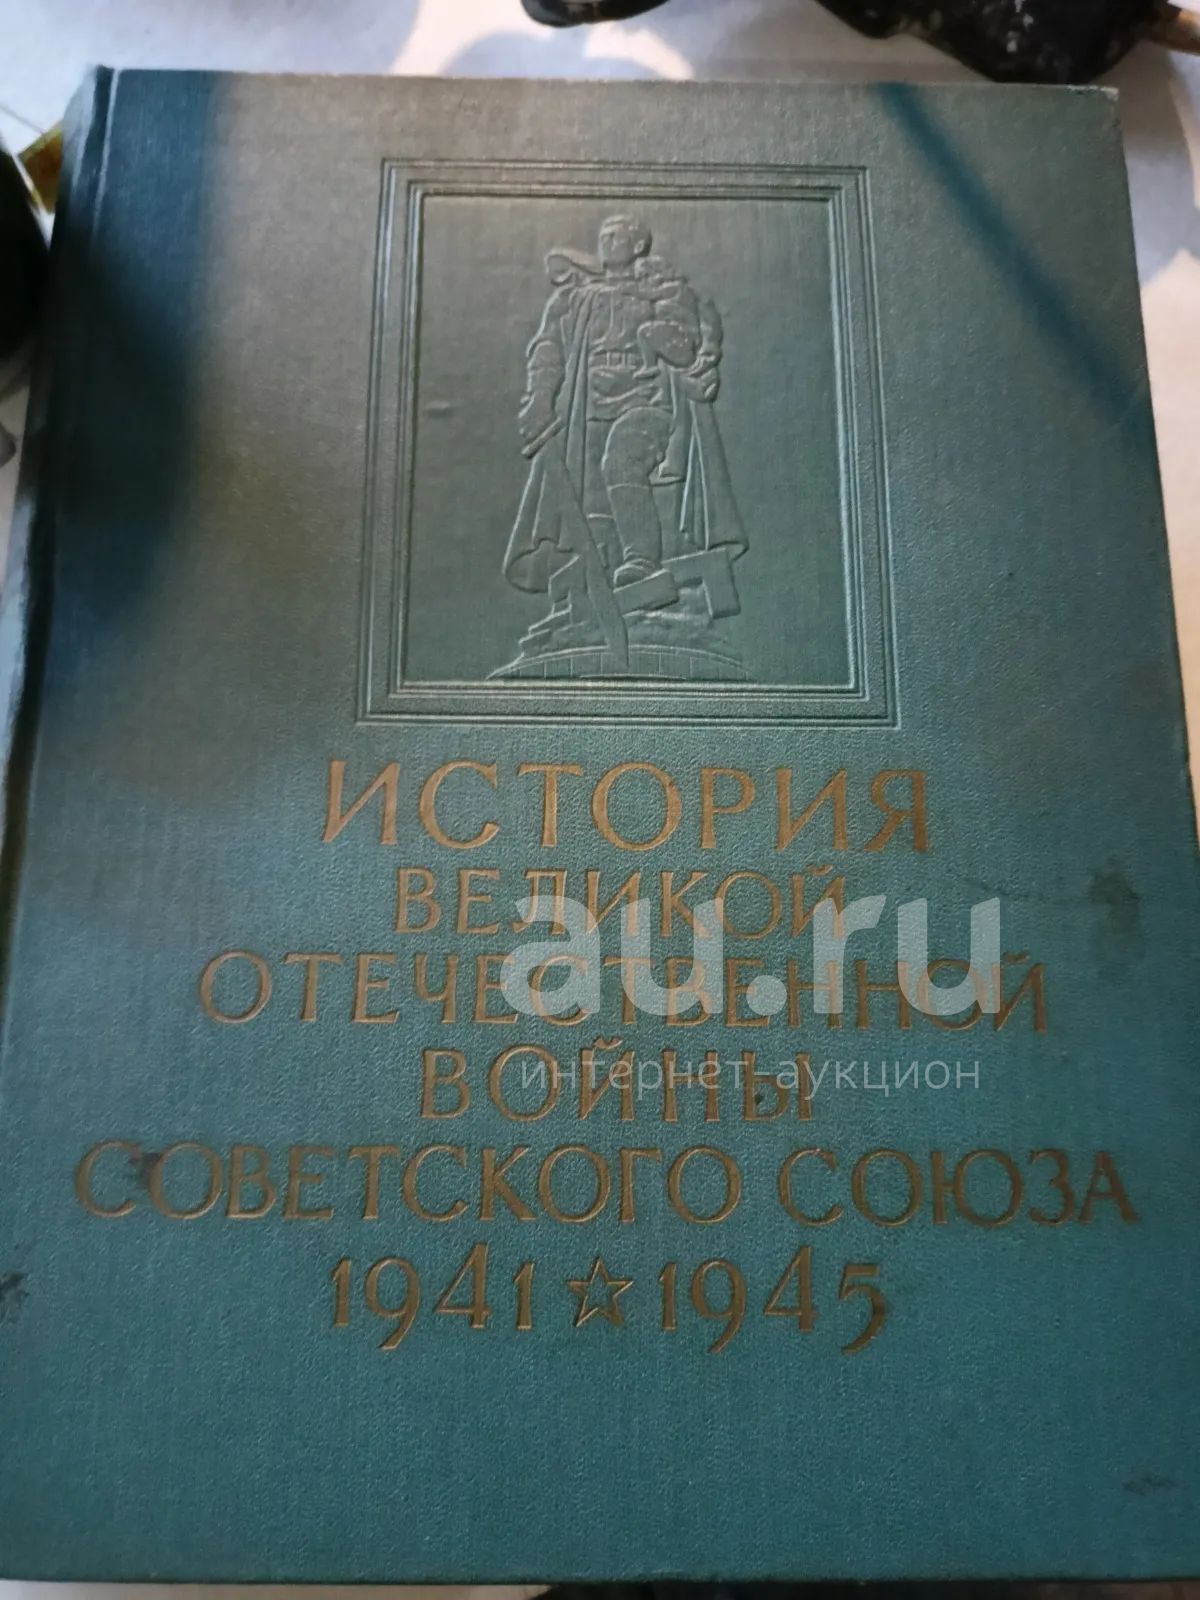 ИСТОРИЯ
ВЕЛИКОЙ
ОТЕЧЕСТВЕННОЙ
ВОЙНЫ
СОВЕТСКОГО СОЮЗА
1941 ☆ 1945
au.ru
интернет-аукцион